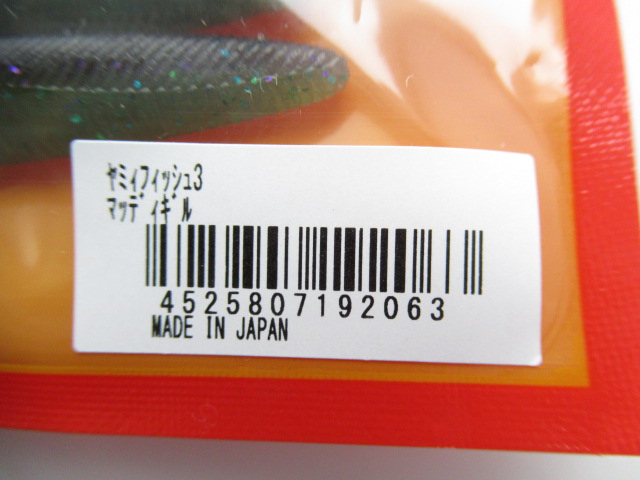 ﾔﾐｨﾌｨｯｼｭ3
ﾏｯﾃﾞｨｷﾞﾙ
4525807192063
MADE IN JAPAN